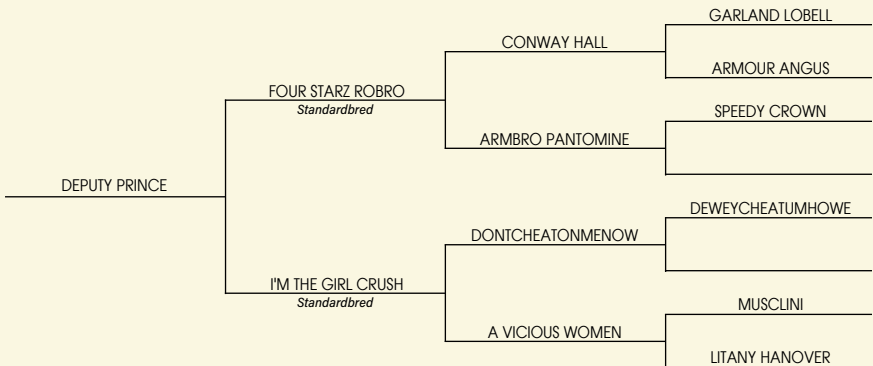 GARLAND LOBELL
CONWAY HALL
ARMOUR ANGUS
FOUR STARZ ROBRO
Standardbred
SPEEDY CROWN
ARMBRO PANTOMINE
DEPUTY PRINCE
DEWEYCHEATUMHOWE
DONTCHEATONMENOW
I'M THE GIRL CRUSH
Standardbred
MUSCLINI
A VICIOUS WOMEN
LITANY HANOVER